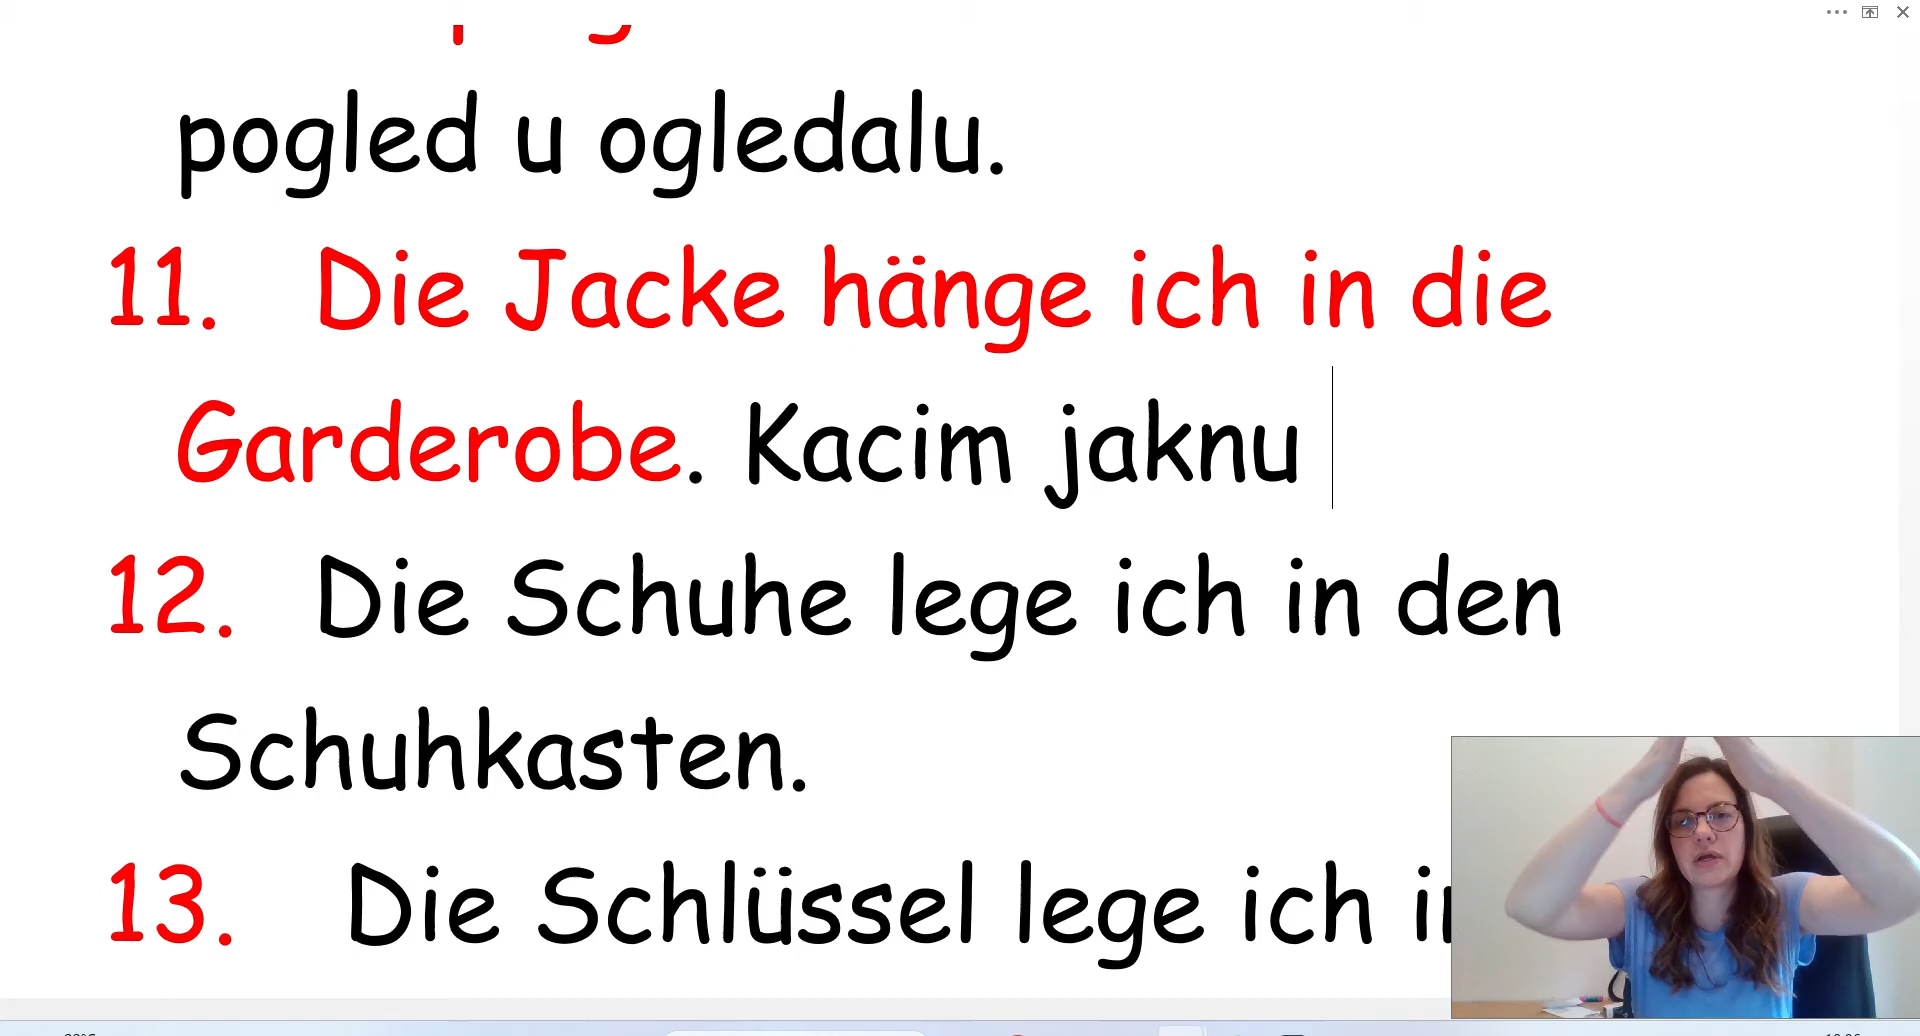 pogled u ogledalu.
11. Die Jacke hänge ich in die
Garderobe. Kacim jaknu
12. Die Schuhe lege ich in den
Schuhkasten.
13. Die Schlüssel lege ich